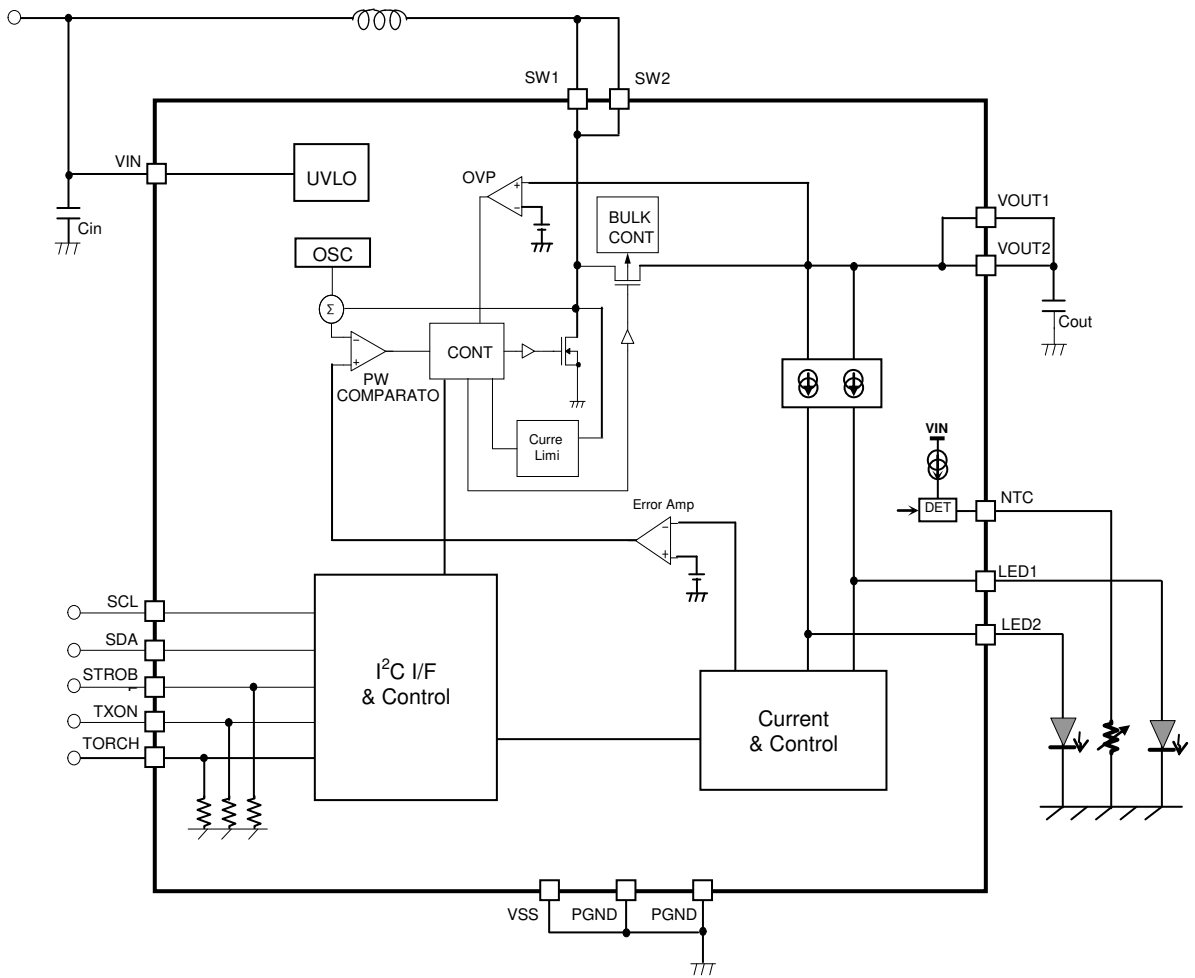 SW1
SW2
VIN
UVLO
OVP
+
−
BULK
CONT
VOUT1
VOUT2
Cin
OSC
Σ
−
+
CONT
PW
COMPARATO
Cout
Curre
Limi
VIN
DET
NTC
Error Amp
−
+
LED1
LED2
SCL
SDA
STROB
TXON
TORCH
I²C I/F
& Control
Current
& Control
VSS
PGND
PGND